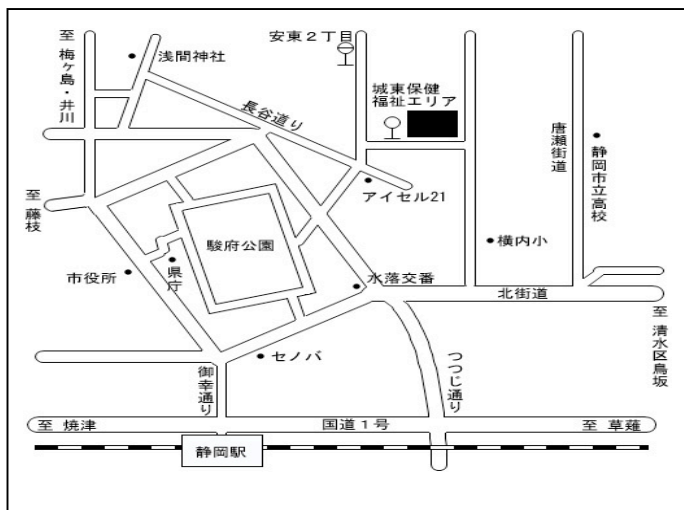 至 梅ヶ島・井川
浅間神社
安東２丁目
長谷通り
城東保健
福祉エリア
唐瀬街道
静岡市立高校
至 藤枝
アイセル21
駿府公園
横内小
市役所
県庁
水落交番
北街道
至 清水区鳥坂
セノバ
御幸通り
つつじ通り
至 焼津
国道１号
至 草薙
静岡駅